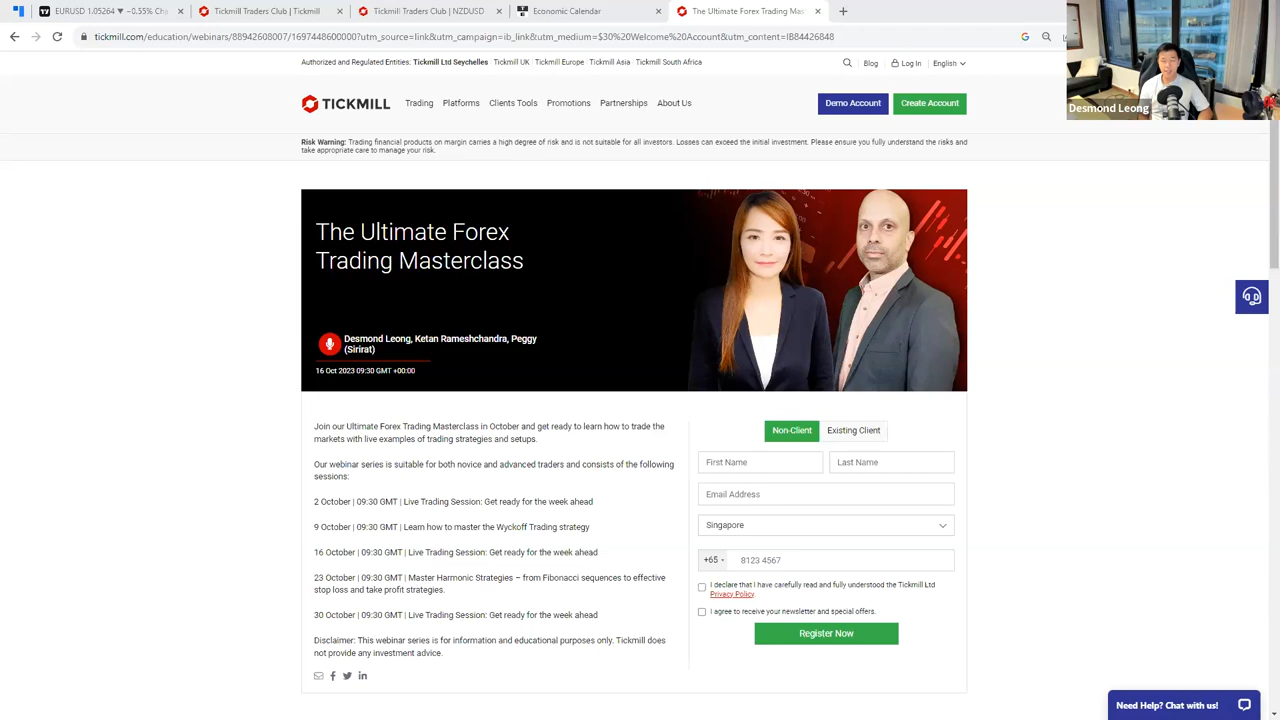 EURUSD 1.05264 ▼ −0.55% Cha
Tickmill Traders Club | Tickmill
Tickmill Traders Club | NZDUSD
Economic Calendar
The Ultimate Forex Trading Mas
tickmill.com/education/webinars/88942608007/1697448600000?utm_source=link&utm_campaign=ib_link&utm_medium=$30%20Welcome%20Account&utm_content=IB84426848
Desmond Leong
Authorized and Regulated Entities: Tickmill Ltd Seychelles | Tickmill UK | Tickmill Europe | Tickmill Asia | Tickmill South Africa
Blog
Log In
English
TICKMILL
Trading
Platforms
Clients Tools
Promotions
Partnerships
About Us
Demo Account
Create Account
Risk Warning: Trading financial products on margin carries a high degree of risk and is not suitable for all investors. Losses can exceed the initial investment. Please ensure you fully understand the risks and
take appropriate care to manage your risk.
The Ultimate Forex
Trading Masterclass
Desmond Leong, Ketan Rameshchandra, Peggy
(Sirirat)
16 Oct 2023 09:30 GMT +00:00
Join our Ultimate Forex Trading Masterclass in October and get ready to learn how to trade the
markets with live examples of trading strategies and setups.
Our webinar series is suitable for both novice and advanced traders and consists of the following
sessions:
2 October | 09:30 GMT | Live Trading Session: Get ready for the week ahead
9 October | 09:30 GMT | Learn how to master the Wyckoff Trading strategy
16 October | 09:30 GMT | Live Trading Session: Get ready for the week ahead
23 October | 09:30 GMT | Master Harmonic Strategies – from Fibonacci sequences to effective
stop loss and take profit strategies.
30 October | 09:30 GMT | Live Trading Session: Get ready for the week ahead
Disclaimer: This webinar series is for information and educational purposes only. Tickmill does
not provide any investment advice.
Non-Client
Existing Client
First Name
Last Name
Email Address
Singapore
+65
8123 4567
I declare that I have carefully read and fully understood the Tickmill Ltd
Privacy Policy.
I agree to receive your newsletter and special offers.
Register Now
Need Help? Chat with us!